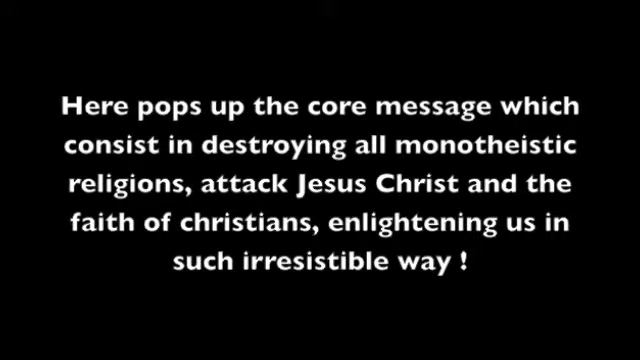 Here pops up the core message which
consist in destroying all monotheistic
religions, attack Jesus Christ and the
faith of christians, enlightening us in
such irresistible way !